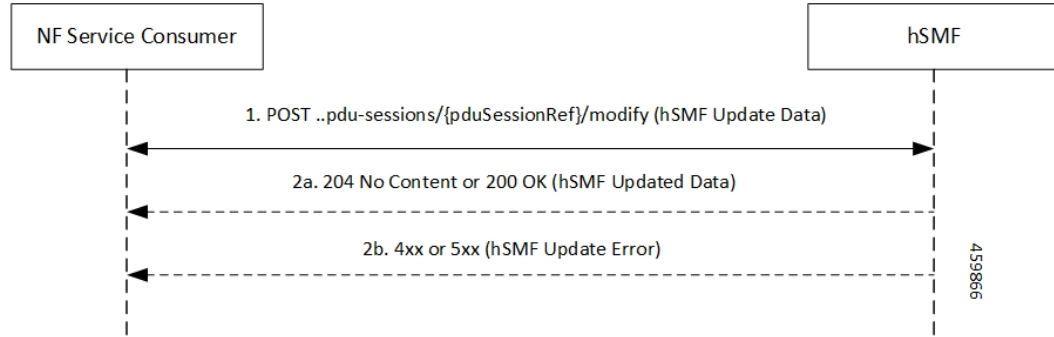 NF Service Consumer
hSMF
1. POST ..pdu-sessions/{pduSessionRef}/modify (hSMF Update Data)
2a. 204 No Content or 200 OK (hSMF Updated Data)
2b. 4xx or 5xx (hSMF Update Error)
459866